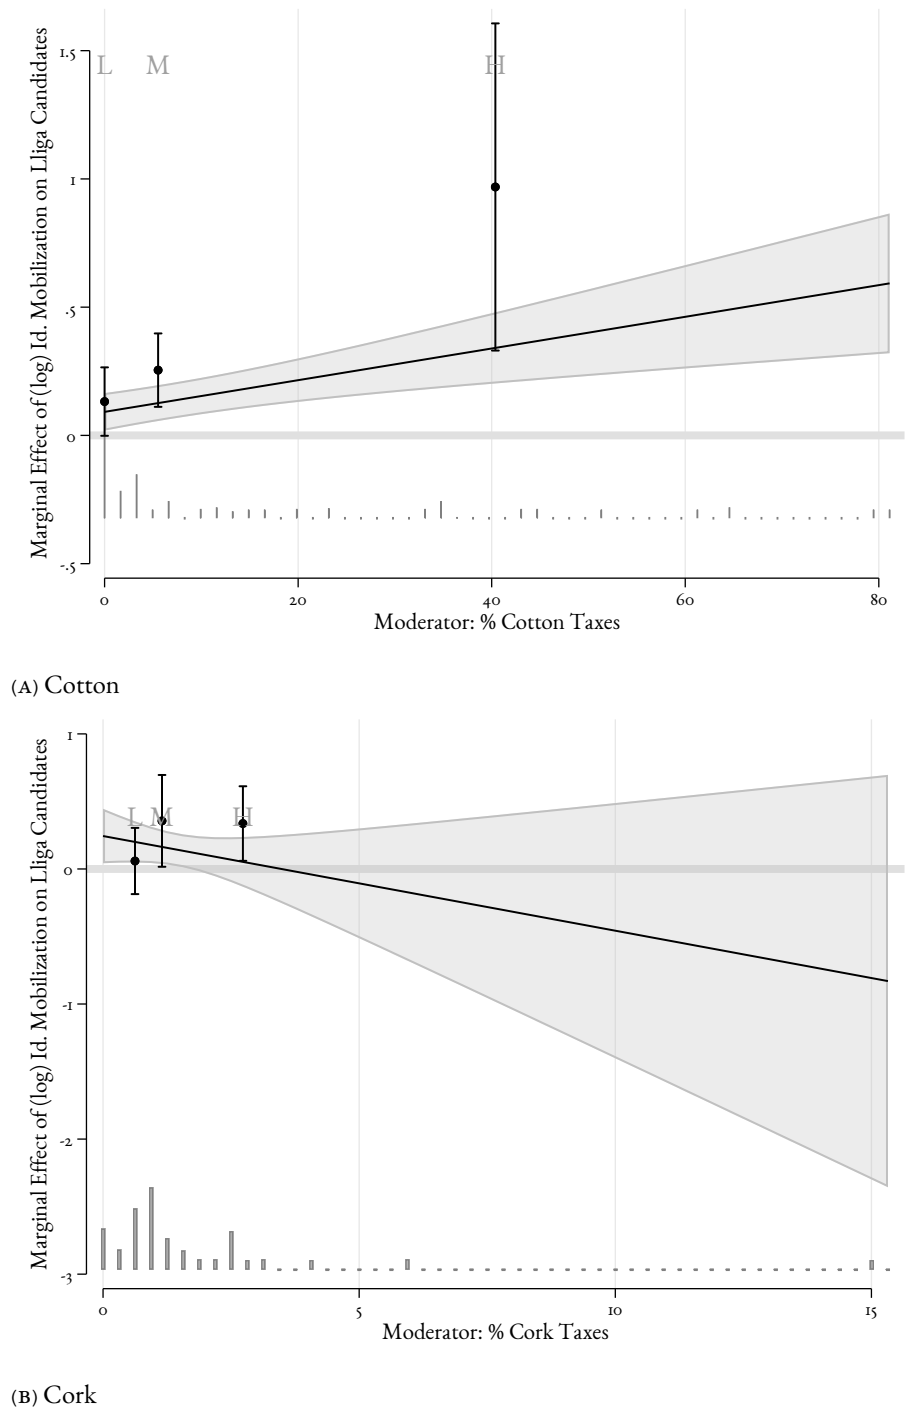 Marginal Effect of (log) Id. Mobilization on Lliga Candidates
1.5
1
.5
0
-.5
L M H
0 20 40 60 80
Moderator: % Cotton Taxes
(A) Cotton
Marginal Effect of (log) Id. Mobilization on Lliga Candidates
1
0
-1
-2
-3
L M H
0 5 10 15
Moderator: % Cork Taxes
(B) Cork